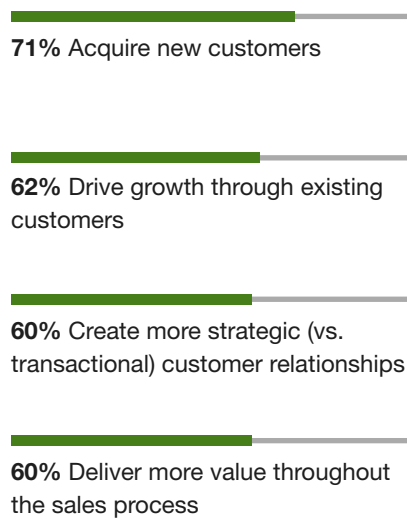 71% Acquire new customers
62% Drive growth through existing
customers
60% Create more strategic (vs.
transactional) customer relationships
60% Deliver more value throughout
the sales process